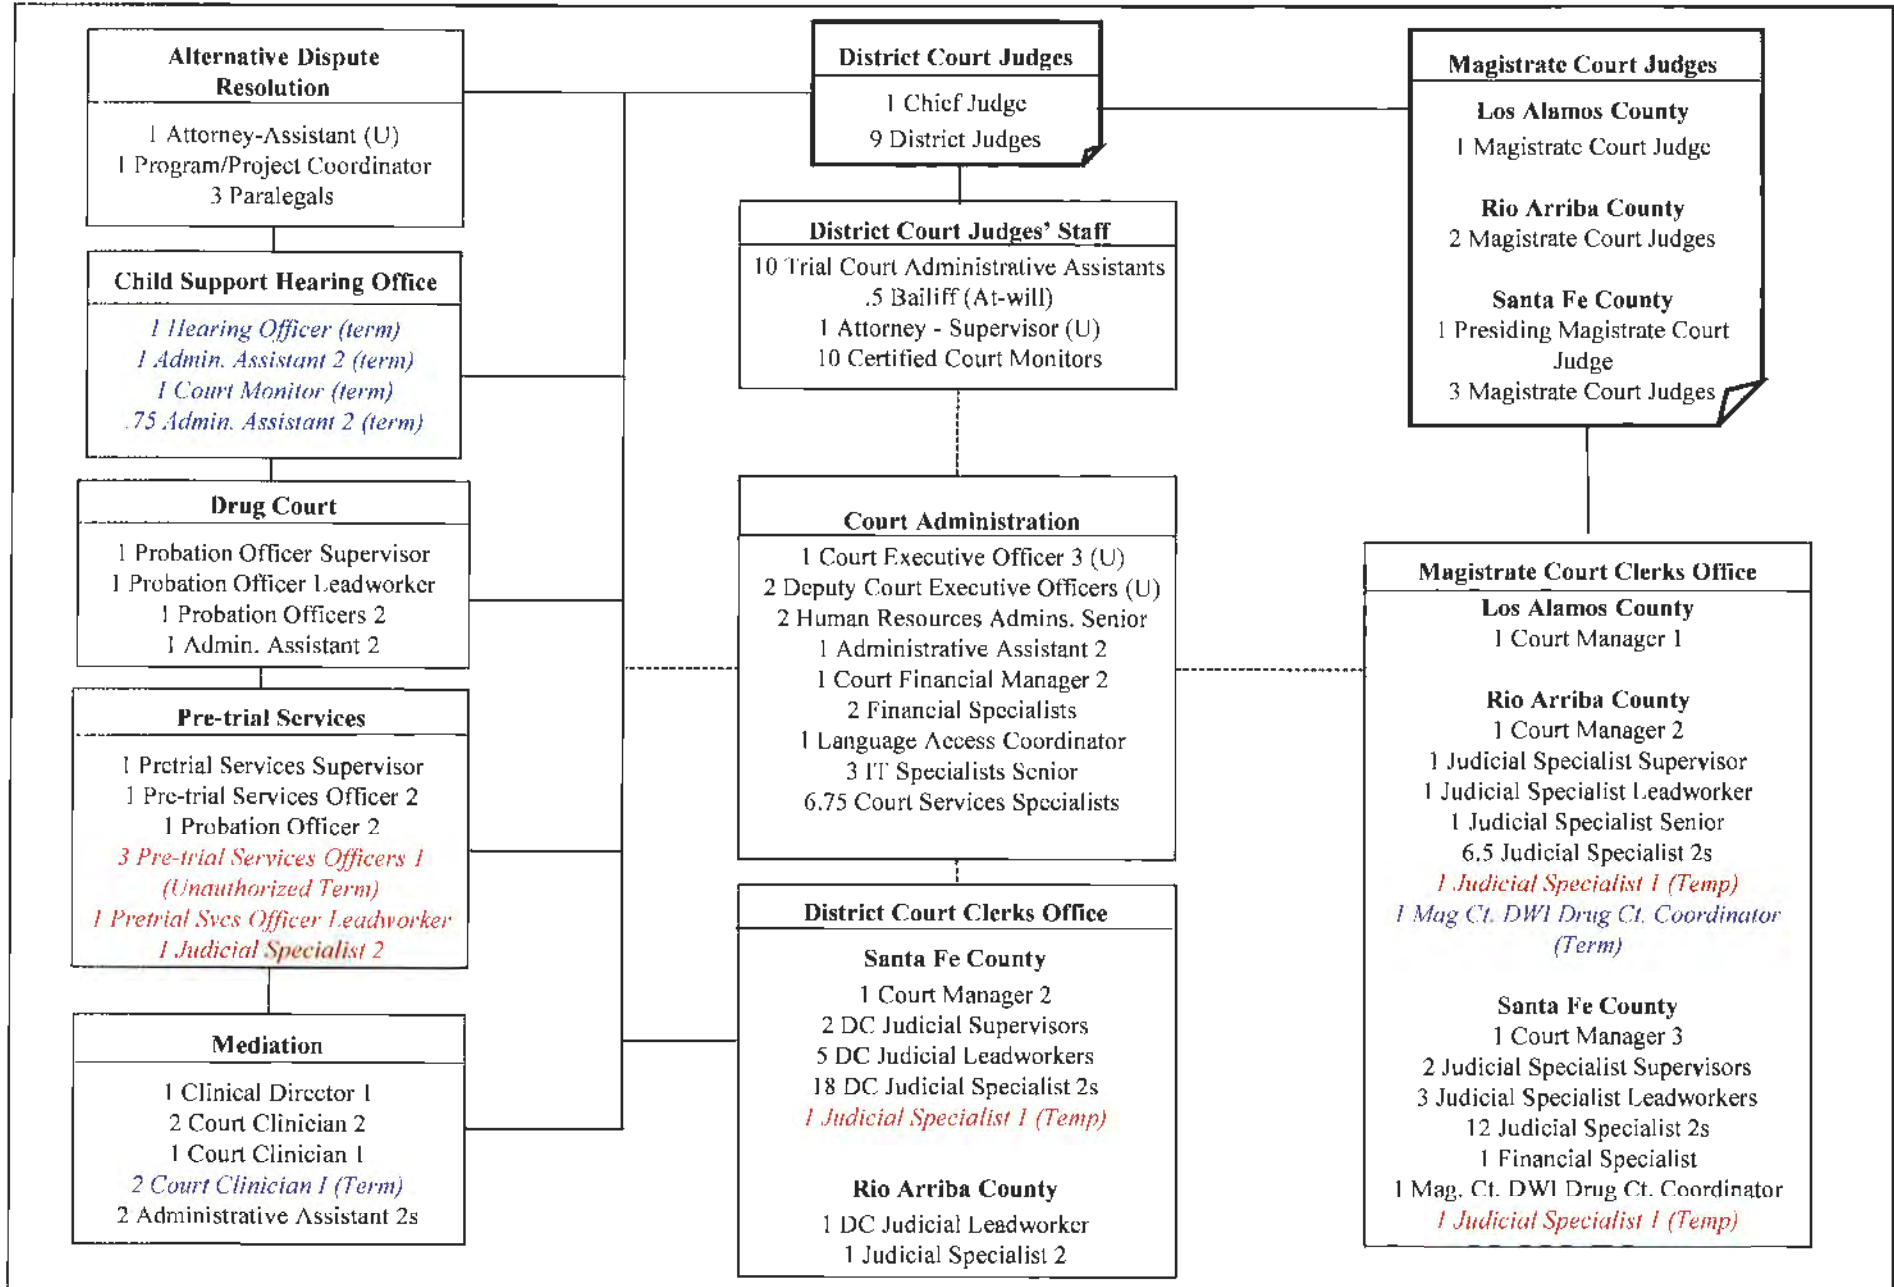 Alternative Dispute
Resolution
1 Attorney-Assistant (U)
1 Program/Project Coordinator
3 Paralegals
Child Support Hearing Office
1 Hearing Officer (term)
1 Admin. Assistant 2 (term)
1 Court Monitor (term)
.75 Admin. Assistant 2 (term)
Drug Court
1 Probation Officer Supervisor
1 Probation Officer Leadworker
1 Probation Officers 2
1 Admin. Assistant 2
Pre-trial Services
1 Pretrial Services Supervisor
1 Pre-trial Services Officer 2
1 Probation Officer 2
3 Pre-trial Services Officers 1
(Unauthorized Term)
1 Pretrial Svcs Officer Leadworker
1 Judicial Specialist 2
Mediation
1 Clinical Director 1
2 Court Clinician 2
1 Court Clinician 1
2 Court Clinician 1 (Term)
2 Administrative Assistant 2s
District Court Judges
1 Chief Judge
9 District Judges
District Court Judges' Staff
10 Trial Court Administrative Assistants
.5 Bailiff (At-will)
1 Attorney - Supervisor (U)
10 Certified Court Monitors
Court Administration
1 Court Executive Officer 3 (U)
2 Deputy Court Executive Officers (U)
2 Human Resources Admins. Senior
1 Administrative Assistant 2
1 Court Financial Manager 2
2 Financial Specialists
1 Language Access Coordinator
3 IT Specialists Senior
6.75 Court Services Specialists
District Court Clerks Office
Santa Fe County
1 Court Manager 2
2 DC Judicial Supervisors
5 DC Judicial Leadworkers
18 DC Judicial Specialist 2s
1 Judicial Specialist 1 (Temp)
Rio Arriba County
1 DC Judicial Leadworker
1 Judicial Specialist 2
Magistrate Court Judges
Los Alamos County
1 Magistrate Court Judge
Rio Arriba County
2 Magistrate Court Judges
Santa Fe County
1 Presiding Magistrate Court
Judge
3 Magistrate Court Judges
Magistrate Court Clerks Office
Los Alamos County
1 Court Manager 1
Rio Arriba County
1 Court Manager 2
1 Judicial Specialist Supervisor
1 Judicial Specialist Leadworker
1 Judicial Specialist Senior
6.5 Judicial Specialist 2s
1 Judicial Specialist 1 (Temp)
1 Mag Ct. DWI Drug Ct. Coordinator
(Term)
Santa Fe County
1 Court Manager 3
2 Judicial Specialist Supervisors
3 Judicial Specialist Leadworkers
12 Judicial Specialist 2s
1 Financial Specialist
1 Mag. Ct. DWI Drug Ct. Coordinator
1 Judicial Specialist 1 (Temp)